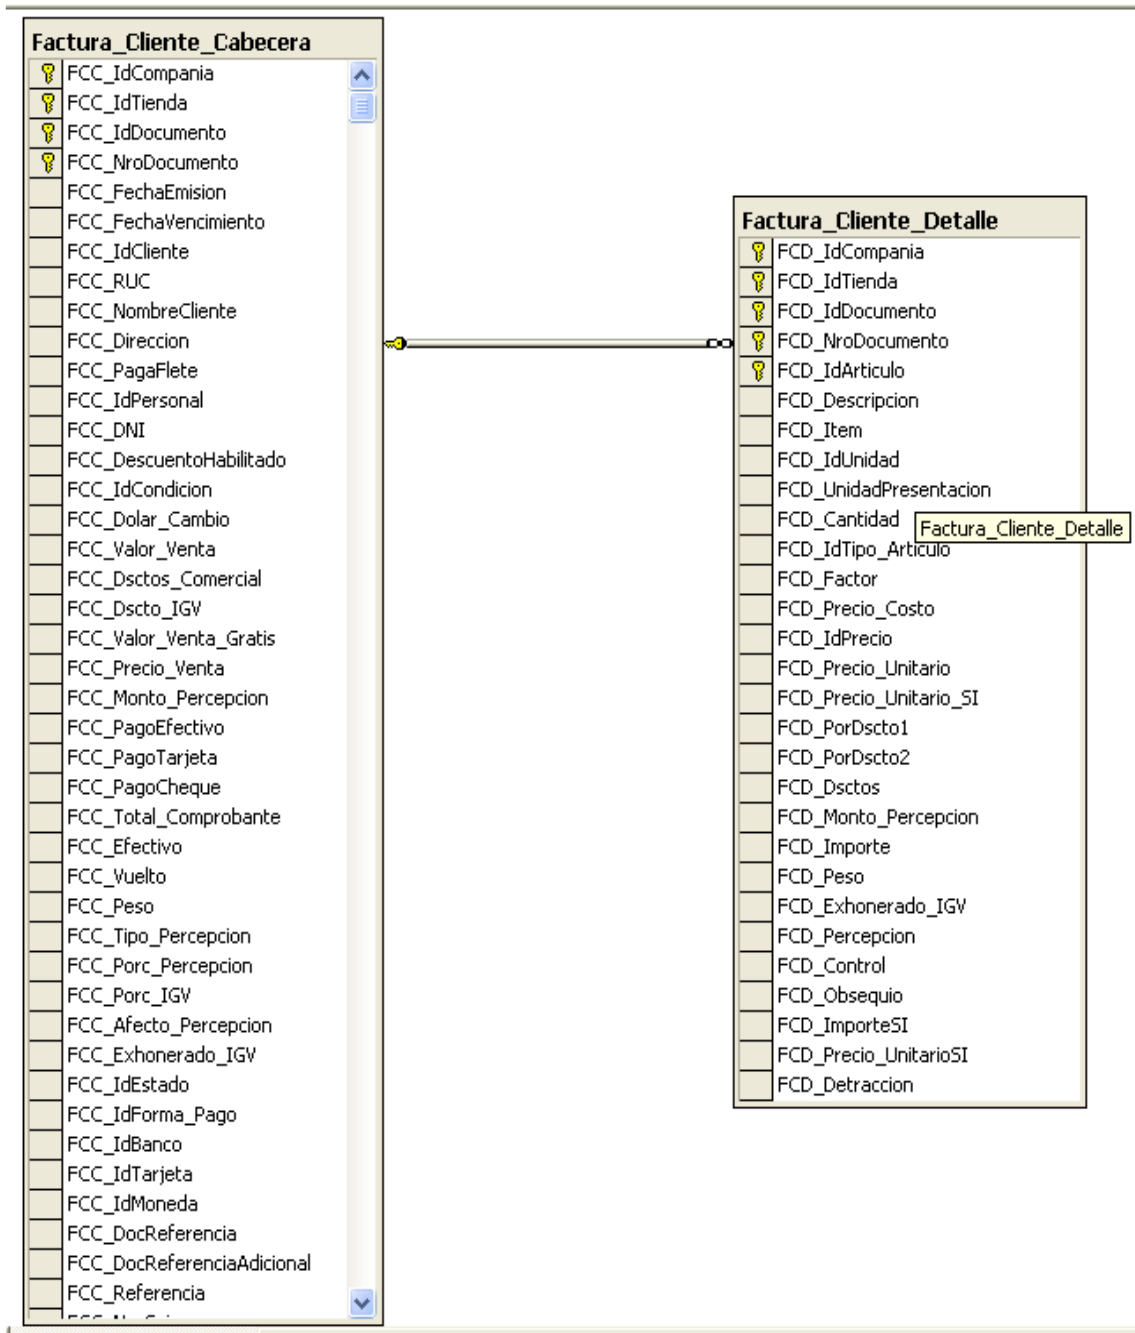 Factura_Cliente_Cabecera
FCC_IdCompania
FCC_IdTienda
FCC_IdDocumento
FCC_NroDocumento
FCC_FechaEmision
FCC_FechaVencimiento
FCC_IdCliente
FCC_RUC
FCC_NombreCliente
FCC_Direccion
FCC_PagaFlete
FCC_IdPersonal
FCC_DNI
FCC_DescuentoHabilitado
FCC_IdCondicion
FCC_Dolar_Cambio
FCC_Valor_Venta
FCC_Dsctos_Comercial
FCC_Dscto_IGV
FCC_Valor_Venta_Gratis
FCC_Precio_Venta
FCC_Monto_Percepcion
FCC_PagoEfectivo
FCC_PagoTarjeta
FCC_PagoCheque
FCC_Total_Comprobante
FCC_Efectivo
FCC_Vuelto
FCC_Peso
FCC_Tipo_Percepcion
FCC_Porc_Percepcion
FCC_Porc_IGV
FCC_Afecto_Percepcion
FCC_Exhonerado_IGV
FCC_IdEstado
FCC_IdForma_Pago
FCC_IdBanco
FCC_IdTarjeta
FCC_IdMoneda
FCC_DocReferencia
FCC_DocReferenciaAdicional
FCC_Referencia
Factura_Cliente_Detalle
FCD_IdCompania
FCD_IdTienda
FCD_IdDocumento
FCD_NroDocumento
FCD_IdArticulo
FCD_Descripcion
FCD_Item
FCD_IdUnidad
FCD_UnidadPresentacion
FCD_Cantidad
Factura_Cliente_Detalle
FCD_IdTipo_Articulo
FCD_Factor
FCD_Precio_Costo
FCD_IdPrecio
FCD_Precio_Unitario
FCD_Precio_Unitario_SI
FCD_PorDscto1
FCD_PorDscto2
FCD_Dsctos
FCD_Monto_Percepcion
FCD_Importe
FCD_Peso
FCD_Exhonerado_IGV
FCD_Percepcion
FCD_Control
FCD_Obsequio
FCD_ImporteSI
FCD_Precio_UnitarioSI
FCD_Detraccion